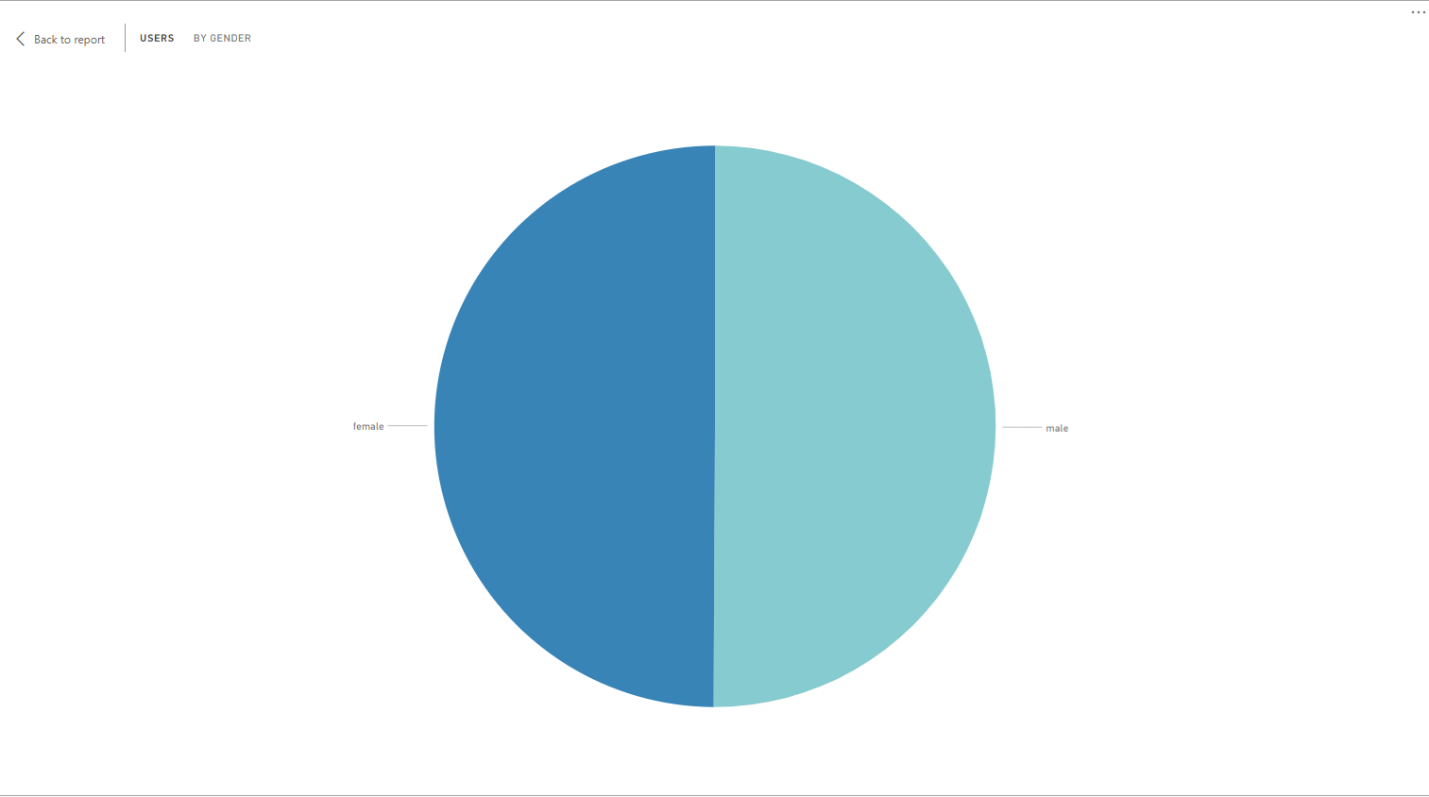 Back to report
USERS BY GENDER
female
male